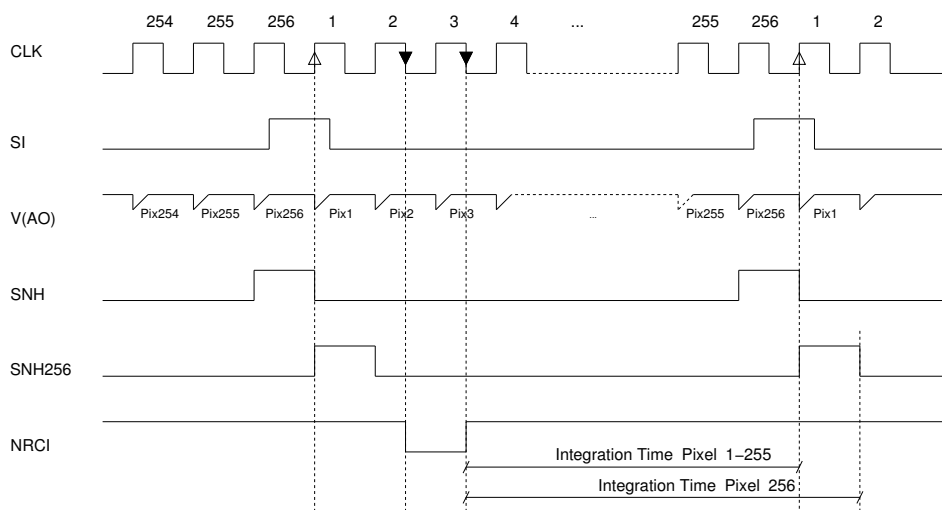 254 255 256 1 2 3 4 ... 255 256 1 2
CLK
SI
V(AO)
Pix254 Pix255 Pix256 Pix1 Pix2 Pix3 ... Pix255 Pix256 Pix1
SNH
SNH256
NRCI
Integration Time Pixel 1–255
Integration Time Pixel 256